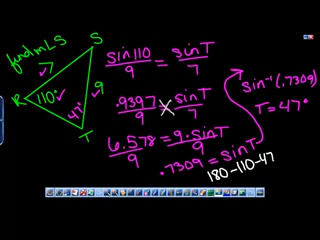 find m∠S
S
7
R
110°
9
47°
T
sin110/9 = sinT/7
.9397/9 = sinT/7
6.578/9 = 9·sinT/9
.7309 = sinT
180-110-47
sin⁻¹(.7309)
T=47°